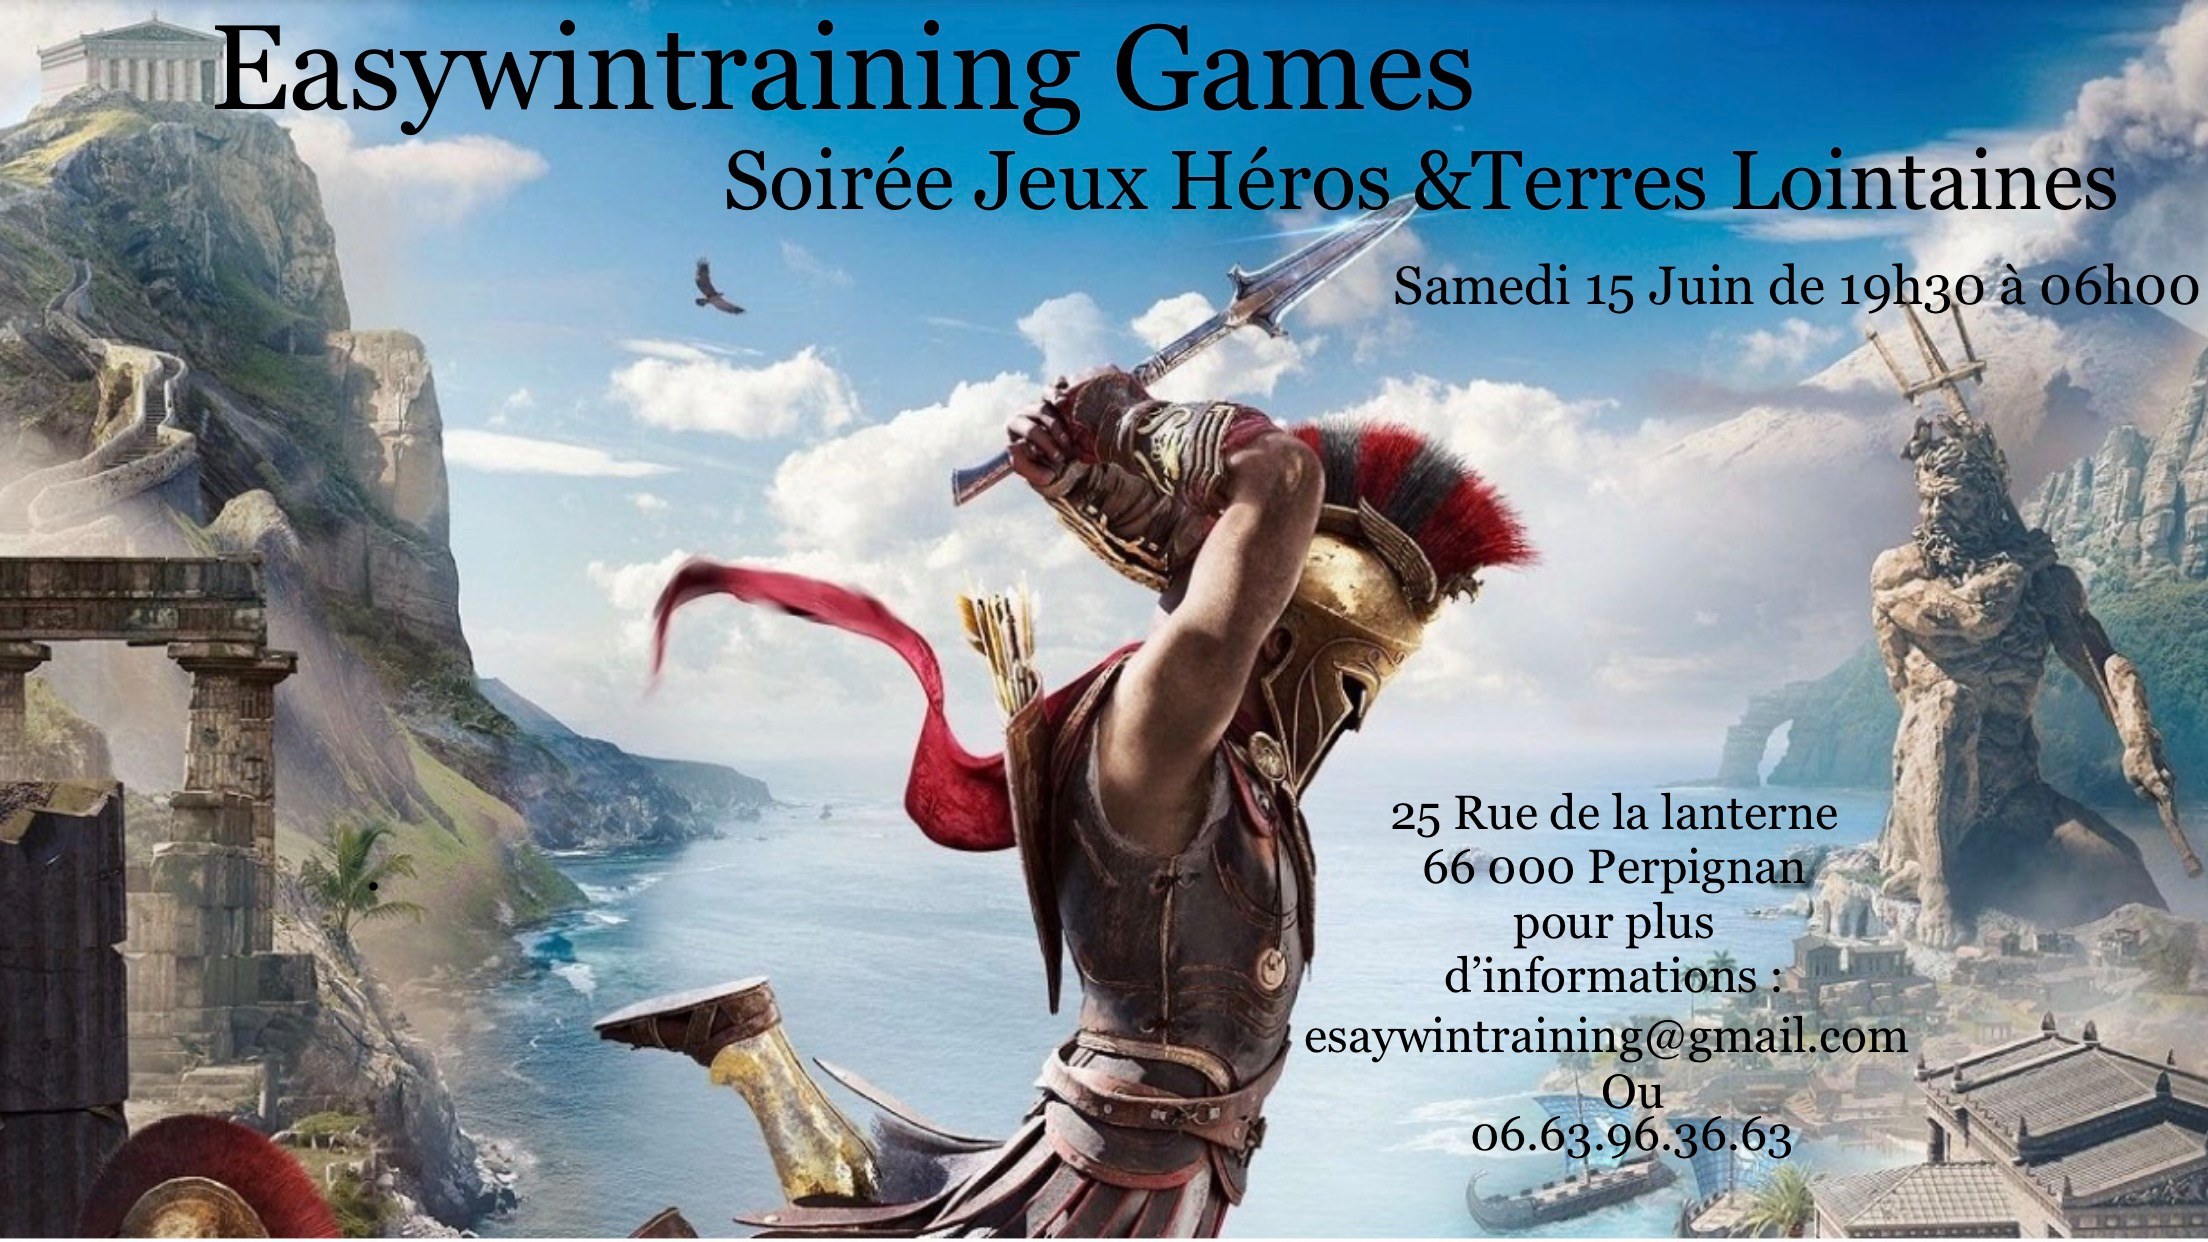 Easywintraining Games
Soirée Jeux Héros &Terres Lointaines
Samedi 15 Juin de 19h30 à 06h00
25 Rue de la lanterne
66 000 Perpignan
pour plus
d’informations :
esaywintraining@gmail.com
Ou
06.63.96.36.63